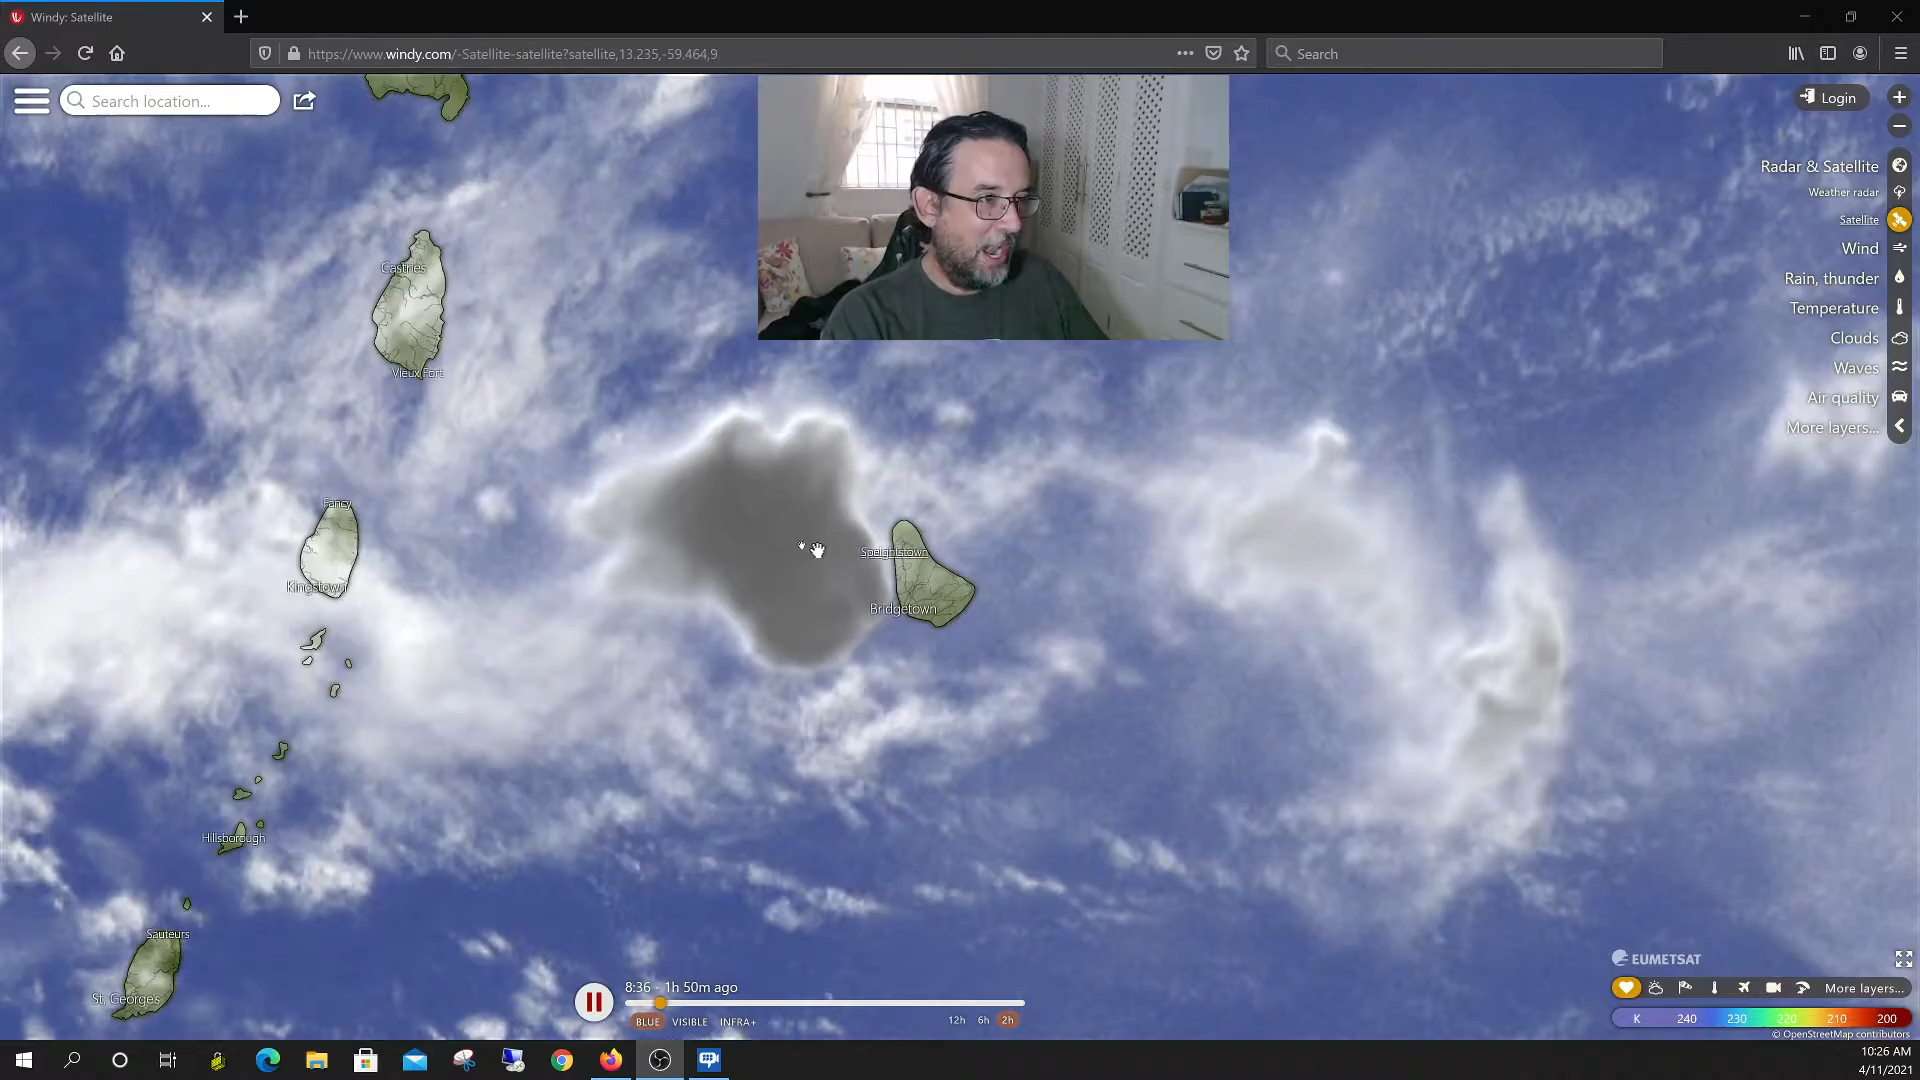 Windy: Satellite
https://www.windy.com/-Satellite-satellite?satellite,13.235,-59.464,9
Search
Search location...
Login
Radar & Satellite
Weather radar
Satellite
Wind
Rain, thunder
Temperature
Clouds
Waves
Air quality
More layers...
Castries
Vieux Fort
Fancy
Kingstown
Speightstown
Bridgetown
Hillsborough
Sauteurs
St. Georges
8:36 - 1h 50m ago
BLUE VISIBLE INFRA+ 12h 6h 2h
EUMETSAT
More layers...
K 240 230 220 210 200
© OpenStreetMap contributors
10:26 AM
4/11/2021